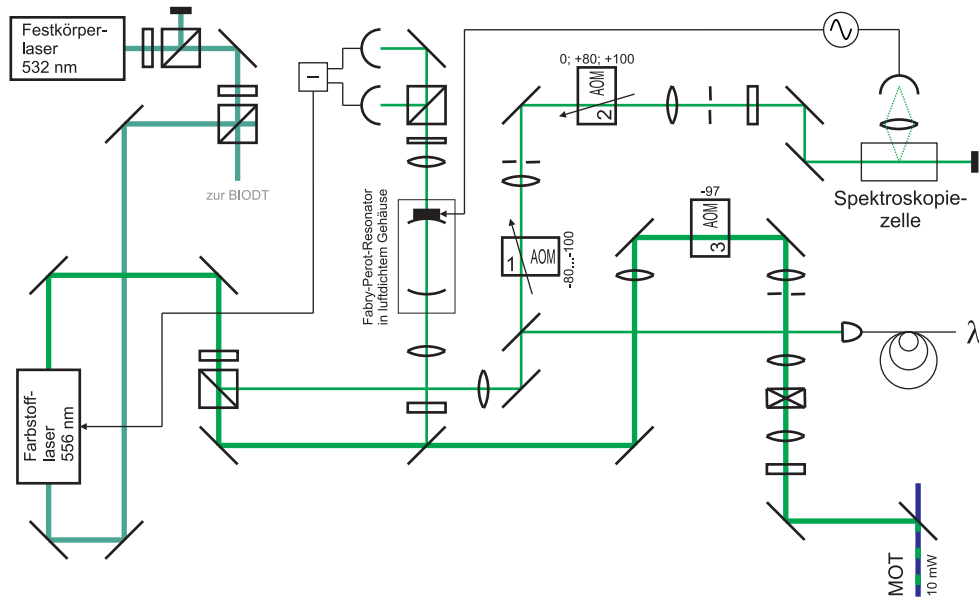 Festkörper-
laser
532 nm
zur BIODT
I
Fabry-Perot-Resonator
in luftdichtem Gehäuse
0; +80; +100
AOM
2
AOM
1
-80...-100
-97
AOM
3
Spektroskopie-
zelle
λ
Farbstoff-
laser
556 nm
MOT
10 mW